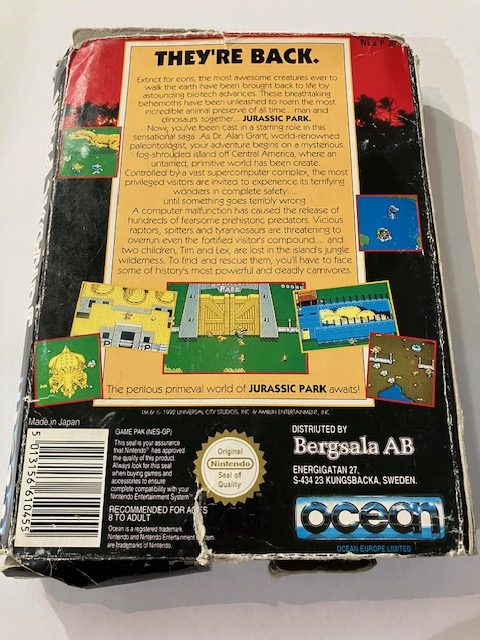 NES-P-JU
THEY'RE BACK.
Extinct for eons, the most awesome creatures ever to
walk the earth have been brought back to life by
astounding biotech advances. These breathtaking
behemoths have been unleashed to roam the most
incredible animal preserve of all time... man and
dinosaurs together... JURASSIC PARK.
Now, you've been cast in a starring role in this
sensational saga. As Dr. Alan Grant, world-renowned
paleontoligist, your adventure begins on a mysterious
fog-shrouded island off Central America, where an
untamed, primitive world has been create.
Controlled by a vast supercomputer complex, the most
privileged visitors are invited to experience its terrifying
wonders in complete safety.....
until something goes terribly wrong
A computer malfunction has caused the release of
hundreds of fearsome prehistoric predators. Vicious
raptors, spitters and tyrannosaurs are threatening to
overrun even the fortified visitor's compound.... and
two children, Tim and Lex, are lost in the island's jungle
wilderness. To find and rescue them, you'll have to face
some of history's most powerful and deadly carnivores.
PARK
The perilous primeval world of JURASSIC PARK awaits!
TM & © 1992 UNIVERSAL CITY STUDIOS, INC. & AMBLIN ENTERTAINMENT, INC.
Made in Japan
5 013156 610455
GAME PAK (NES-GP)
This seal is your assurance
that Nintendo has approved
the quality of this product.
Always look for this seal
when buying games and
accessories to ensure
complete compatibility with your
Nintendo Entertainment System
RECOMMENDED FOR AGES
8 TO ADULT
Ocean is a registered trademark
Nintendo and Nintendo Entertainment System
are trademarks of Nintendo.
Original
Nintendo
Seal of
Quality
DISTRIUTED BY
Bergsala AB
ENERGIGATAN 27,
S-434 23 KUNGSBACKA, SWEDEN.
ocean
OCEAN EUROPE LIMITED